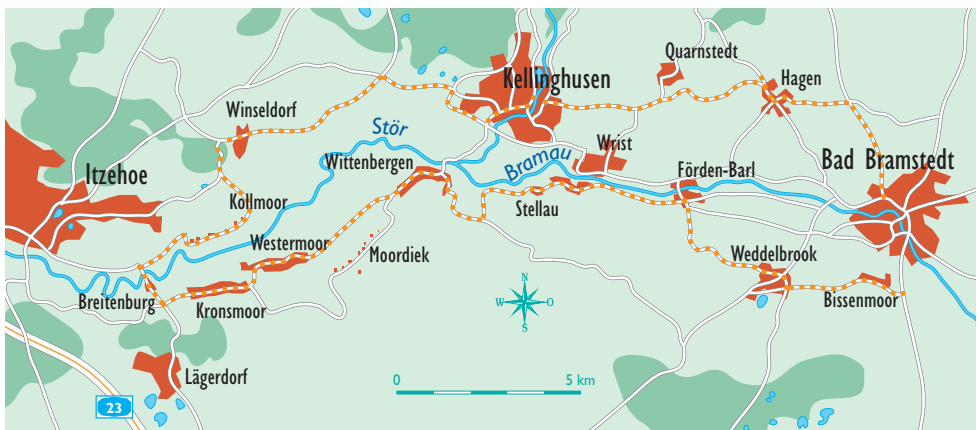 Quarnstedt
Kellinghusen
Hagen
Winseldorf
Stör
Wrist
Wittenbergen
Bramau
Bad Bramstedt
Itzehoe
Förden-Barl
Kollmoor
Stellau
Westermoor
Moordiek
Weddelbrook
Breitenburg
Kronsmoor
Bissenmoor
N
W O
S
Lägerdorf
0 5 km
23